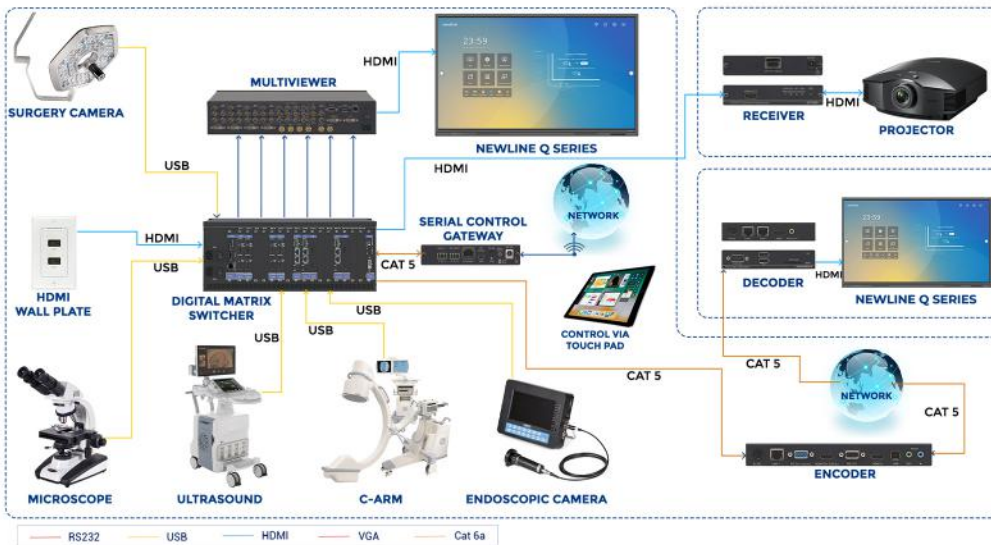 SURGERY CAMERA
MULTIVIEWER
23:59
HDMI
NEWLINE Q SERIES
RECEIVER
HDMI
PROJECTOR
USB
HDMI
NETWORK
SERIAL CONTROL
GATEWAY
CAT 5
HDMI
USB
HDMI
WALL PLATE
DIGITAL MATRIX
SWITCHER
USB
USB
USB
CONTROL VIA
TOUCH PAD
23:59
DECODER
HDMI
NEWLINE Q SERIES
CAT 5
CAT 5
NETWORK
CAT 5
MICROSCOPE
ULTRASOUND
C-ARM
ENDOSCOPIC CAMERA
ENCODER
RS232
USB
HDMI
VGA
Cat 6a